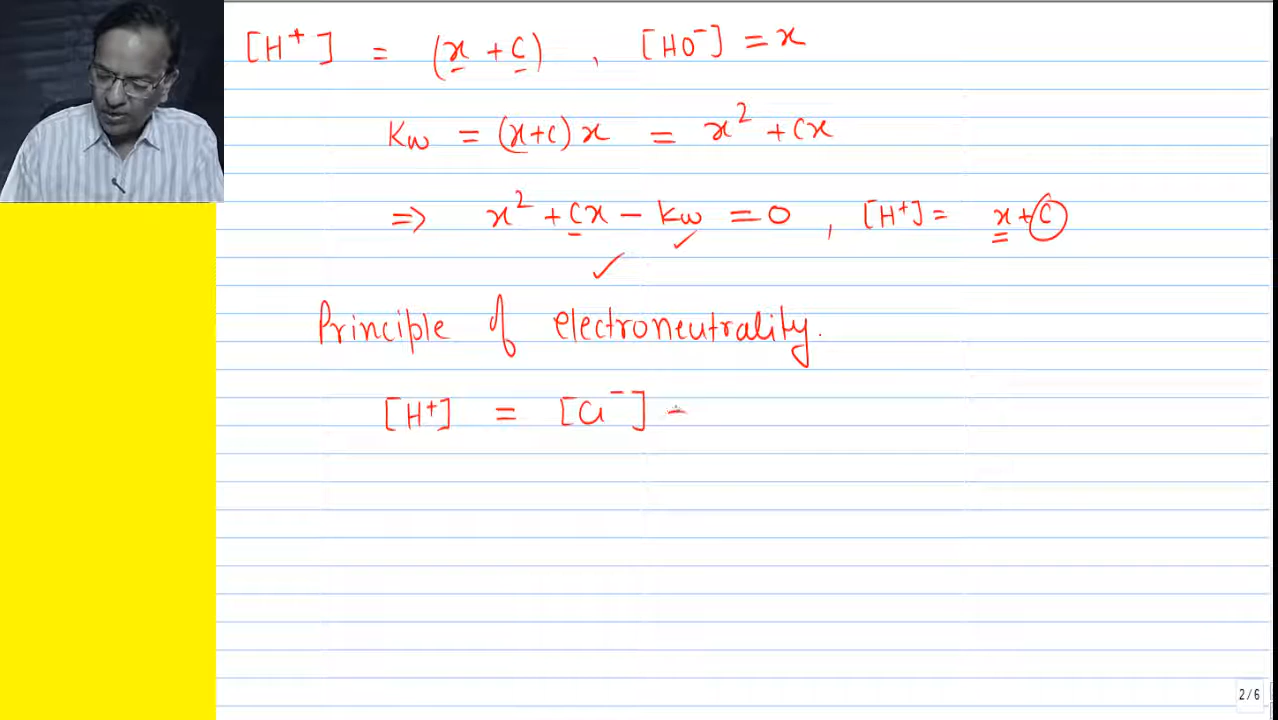 [H⁺] = (x + C) , [HO⁻] = x
Kw = (x+C) x = x² + Cx
⇒ x² + Cx − Kw = 0 , [H⁺] = x + C
Principle of electroneutrality.
[H⁺] = [Cl⁻] -
2/6